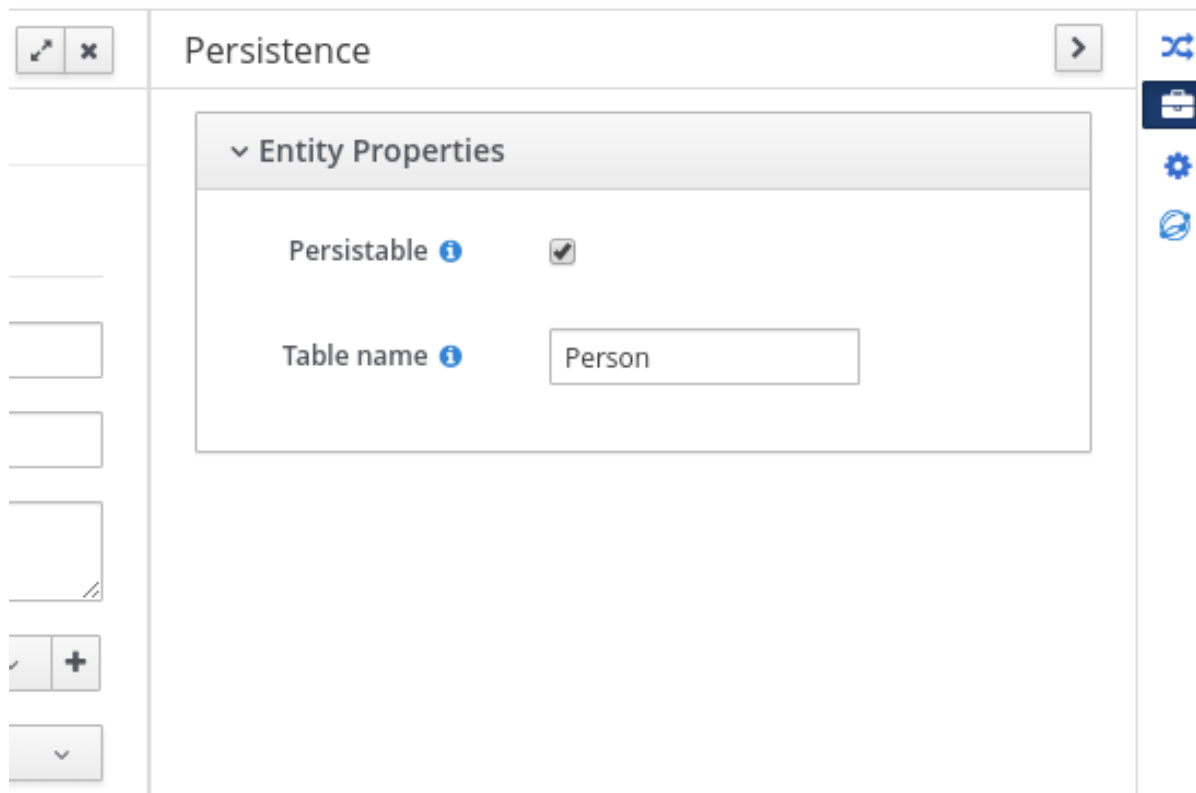 Persistence
Entity Properties
Persistable
Table name
Person